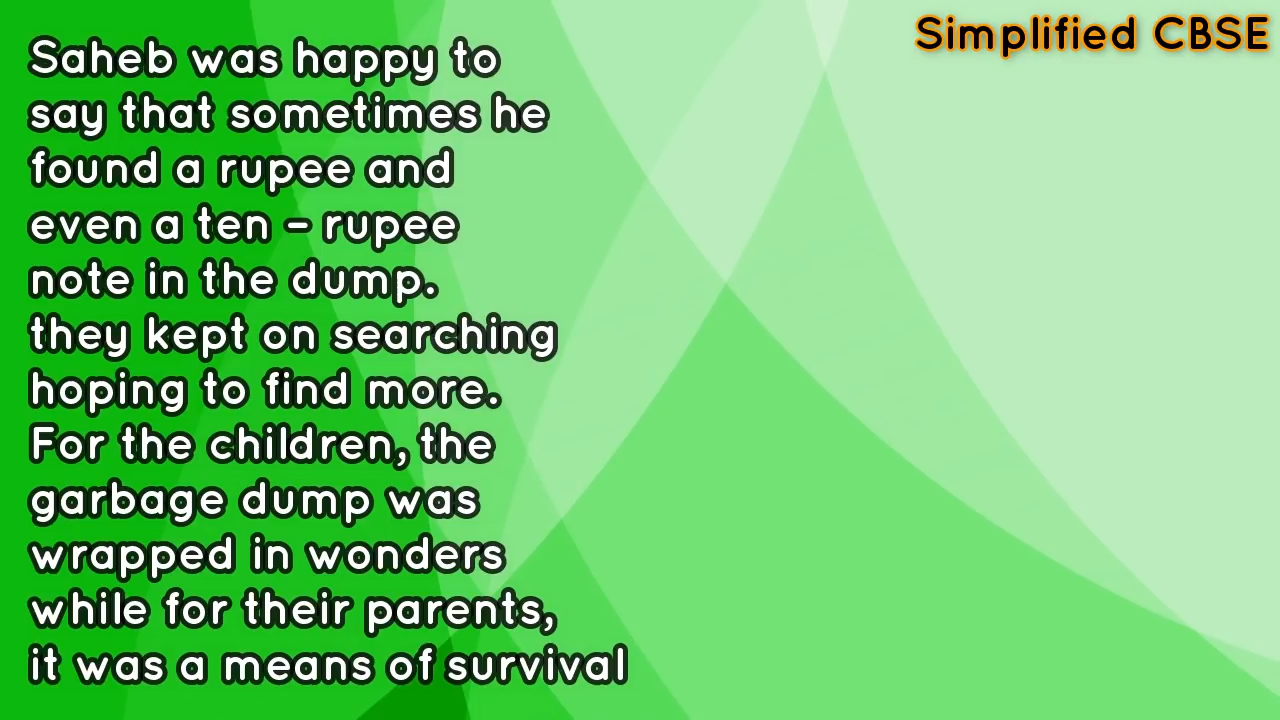 Simplified CBSE
Saheb was happy to
say that sometimes he
found a rupee and
even a ten – rupee
note in the dump.
they kept on searching
hoping to find more.
For the children, the
garbage dump was
wrapped in wonders
while for their parents,
it was a means of survival